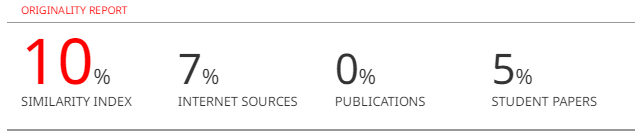 ORIGINALITY REPORT
10% 7% 0% 5%
SIMILARITY INDEX INTERNET SOURCES PUBLICATIONS STUDENT PAPERS